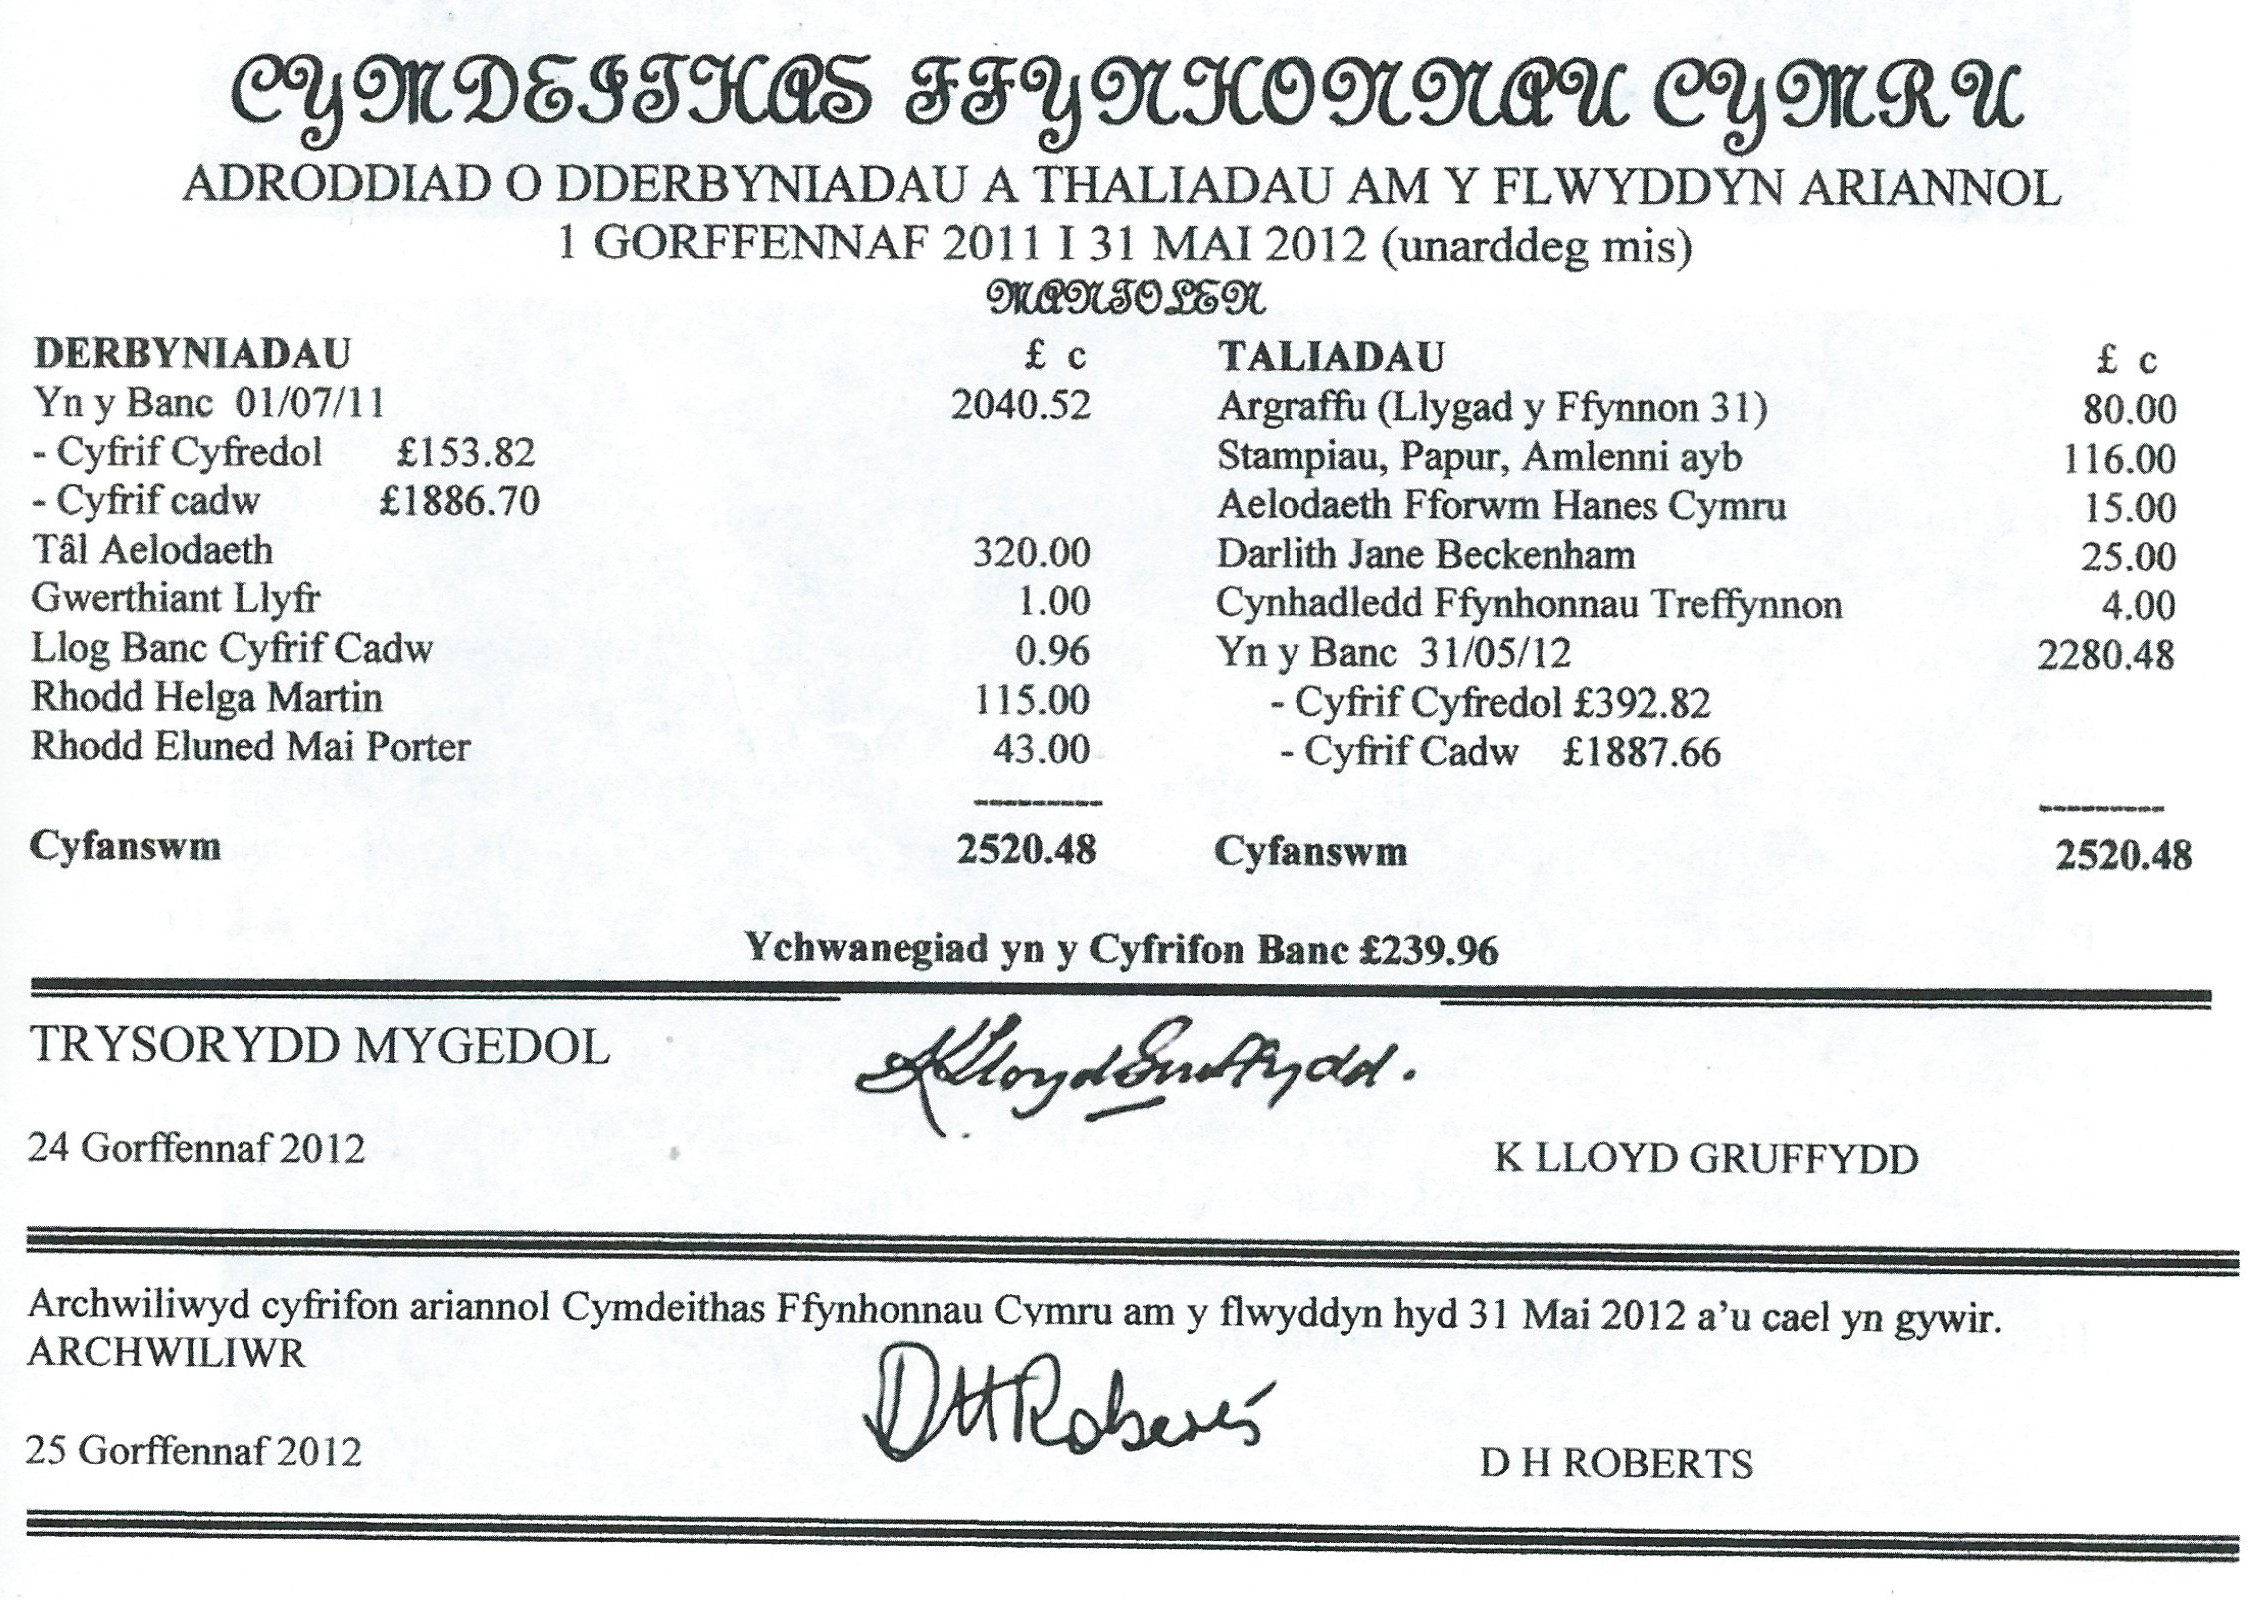 CYMDEITHAS FFYNHONNAU CYMRU
ADRODDIAD O DDERBYNIADAU A THALIADAU AM Y FLWYDDYN ARIANNOL
1 GORFFENNAF 2011 I 31 MAI 2012 (unarddeg mis)
MANTOLEN
DERBYNIADAU £ c TALIADAU £ c
Yn y Banc 01/07/11 2040.52 Argraffu (Llygad y Ffynnon 31) 80.00
- Cyfrif Cyfredol £153.82 Stampiau, Papur, Amlenni ayb 116.00
- Cyfrif cadw £1886.70 Aelodaeth Fforwm Hanes Cymru 15.00
Tâl Aelodaeth 320.00 Darlith Jane Beckenham 25.00
Gwerthiant Llyfr 1.00 Cynhadledd Ffynhonnau Treffynnon 4.00
Llog Banc Cyfrif Cadw 0.96 Yn y Banc 31/05/12 2280.48
Rhodd Helga Martin 115.00 - Cyfrif Cyfredol £392.82
Rhodd Eluned Mai Porter 43.00 - Cyfrif Cadw £1887.66
--------- ---------
Cyfanswm 2520.48 Cyfanswm 2520.48
Ychwanegiad yn y Cyfrifon Banc £239.96
TRYSORYDD MYGEDOL K Lloyd Gruffydd.
24 Gorffennaf 2012 K LLOYD GRUFFYDD
Archwiliwyd cyfrifon ariannol Cymdeithas Ffynhonnau Cymru am y flwyddyn hyd 31 Mai 2012 a'u cael yn gywir.
ARCHWILIWR
D H Roberts
25 Gorffennaf 2012 D H ROBERTS